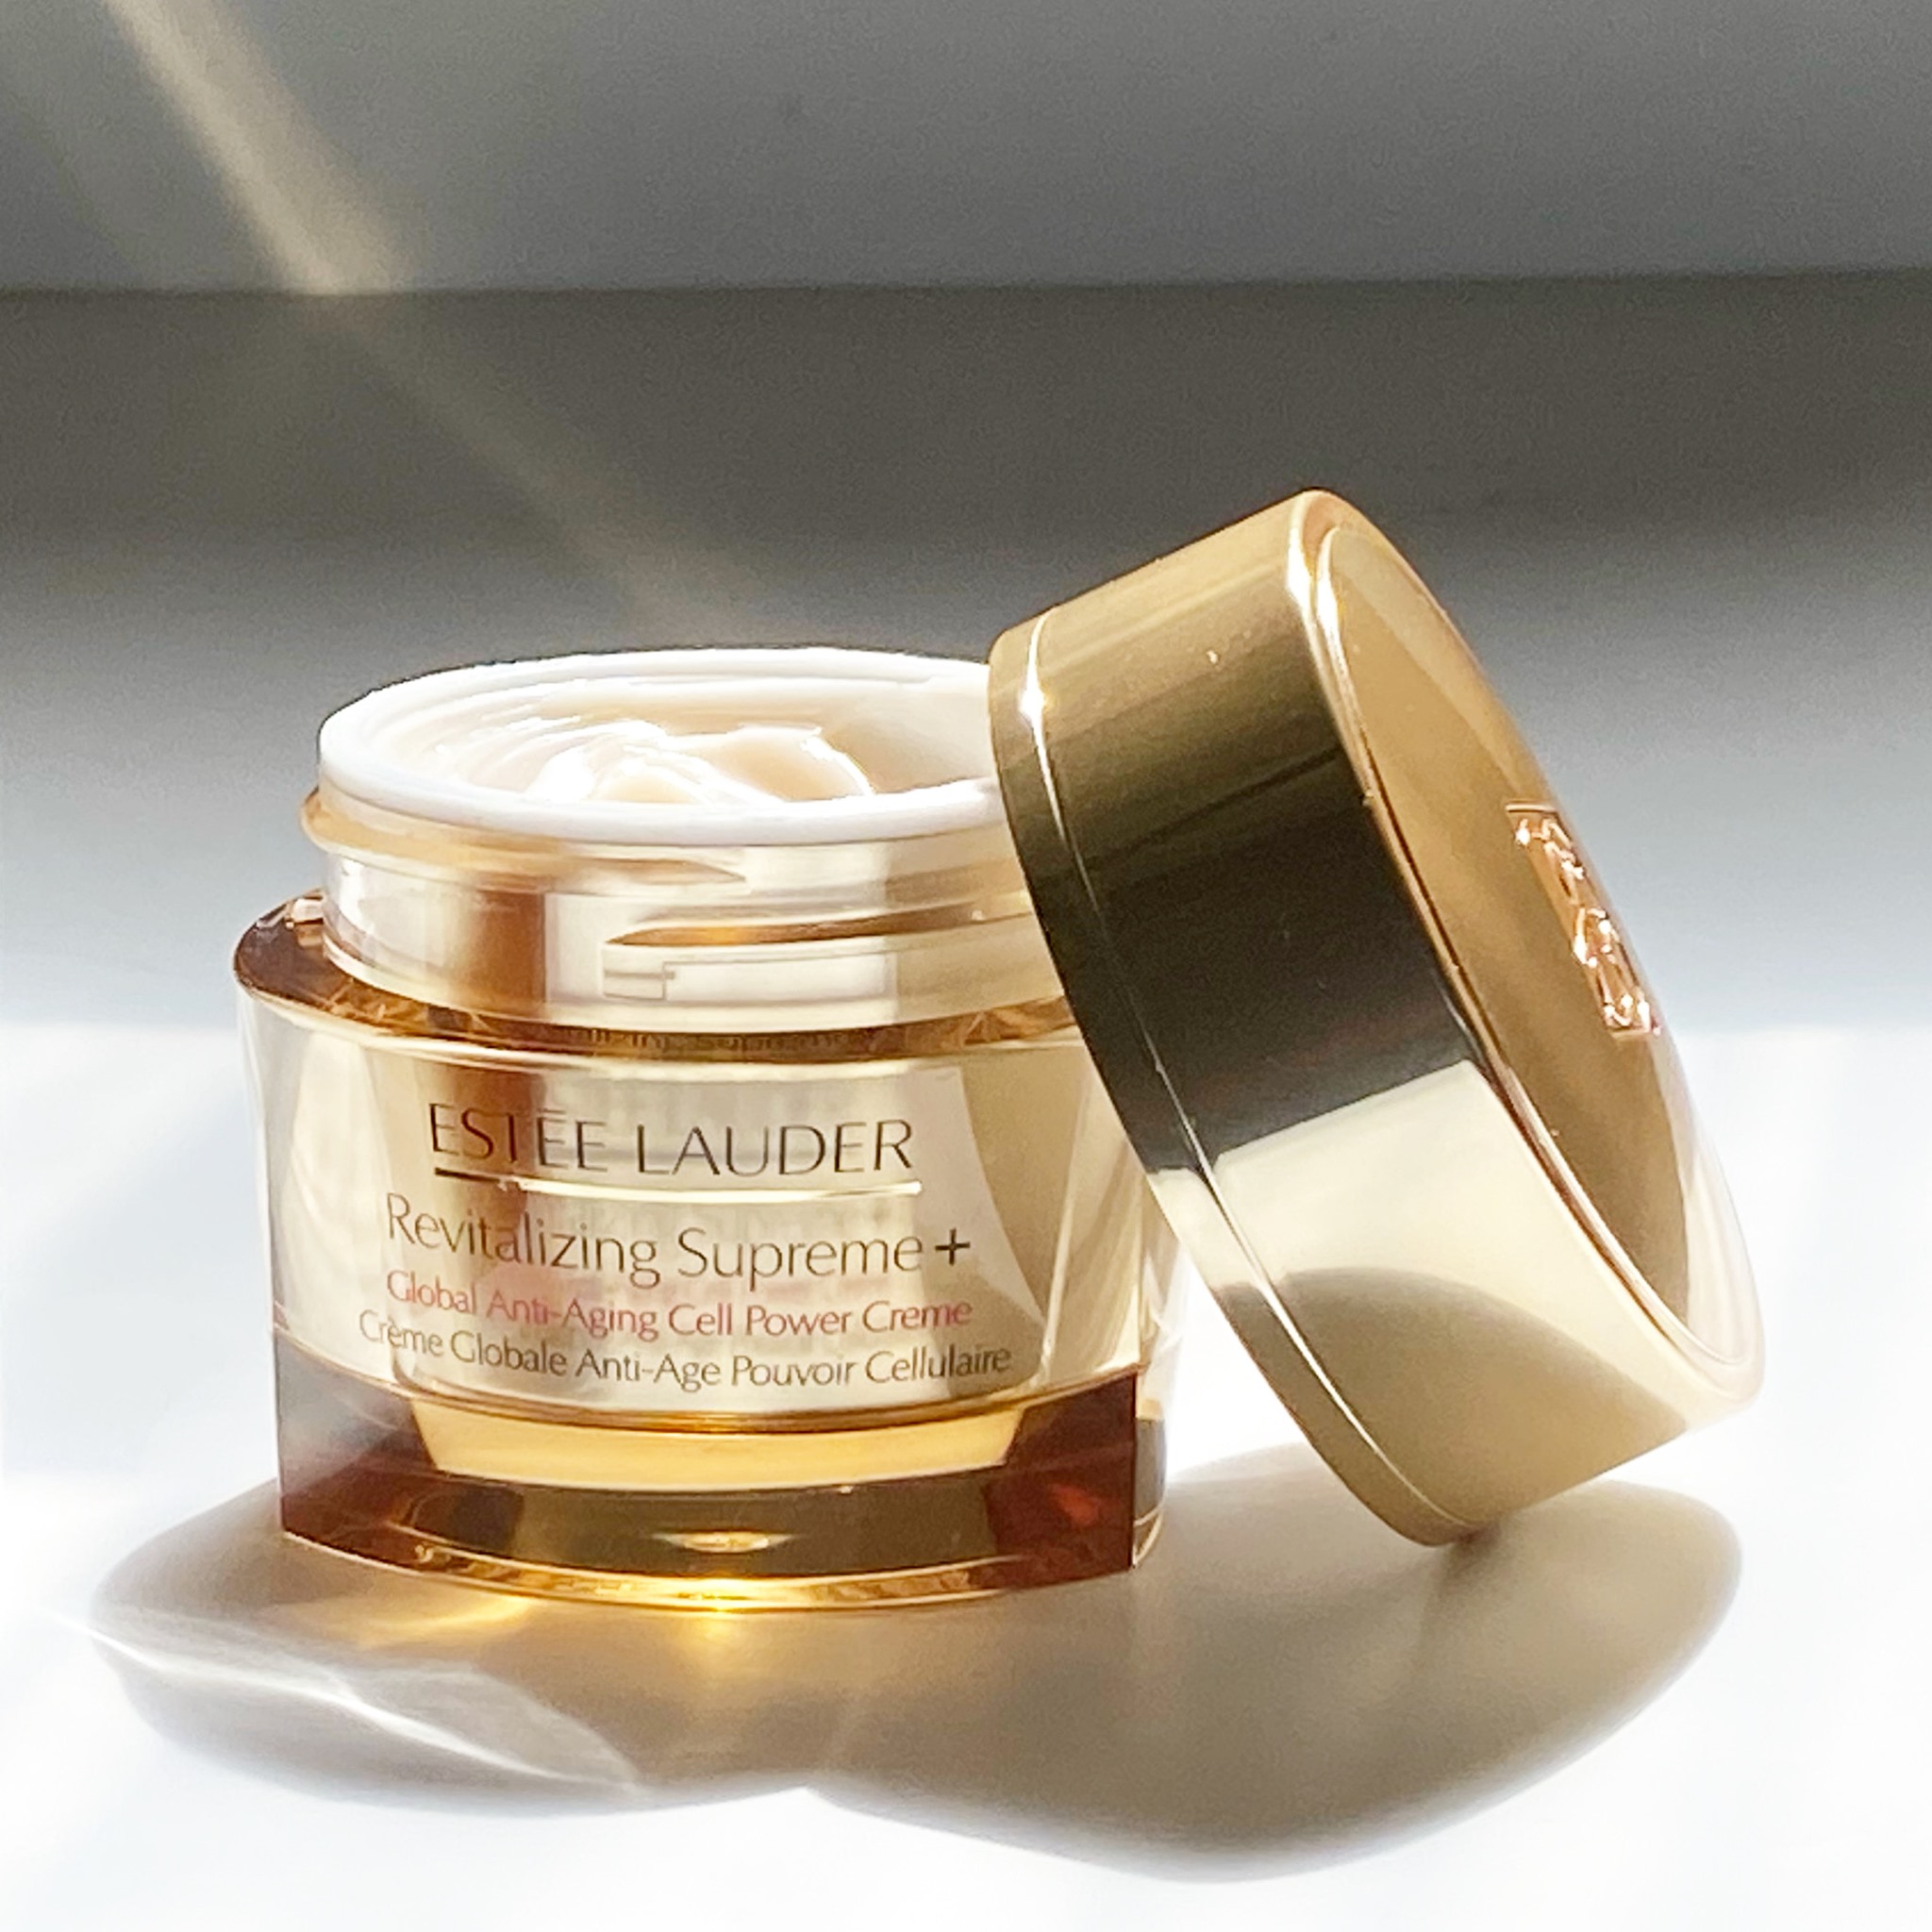 ESTĒE LAUDER
Revitalizing Supreme+
Global Anti-Aging Cell Power Creme
Crème Globale Anti-Age Pouvoir Cellulaire